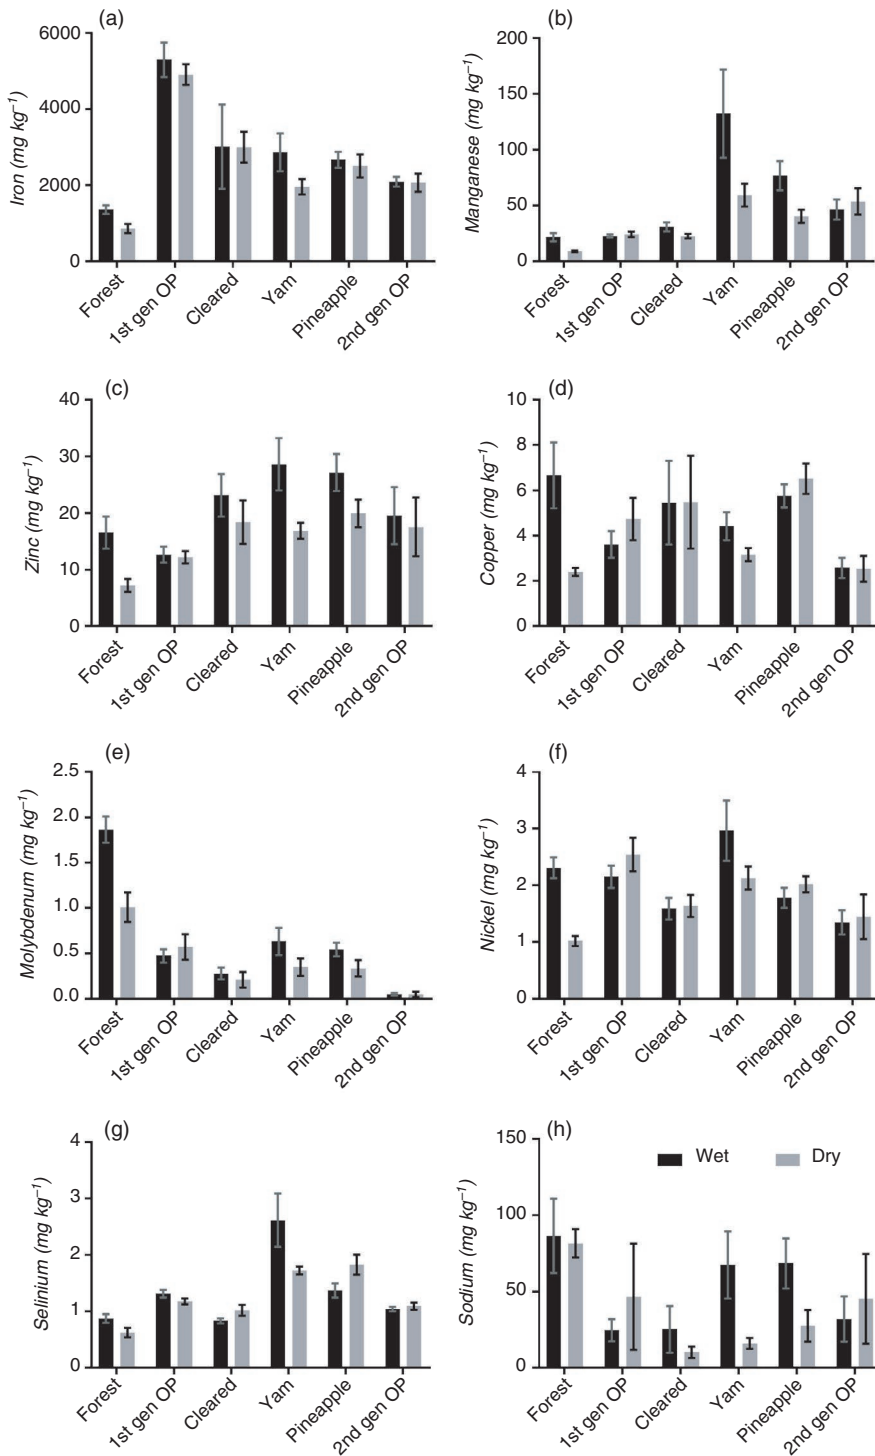 (a)
Iron (mg kg⁻¹)
6000
4000
2000
0
Forest
1st gen OP
Cleared
Yam
Pineapple
2nd gen OP
(b)
Manganese (mg kg⁻¹)
200
150
100
50
0
Forest
1st gen OP
Cleared
Yam
Pineapple
2nd gen OP
(c)
Zinc (mg kg⁻¹)
40
30
20
10
0
Forest
1st gen OP
Cleared
Yam
Pineapple
2nd gen OP
(d)
Copper (mg kg⁻¹)
10
8
6
4
2
0
Forest
1st gen OP
Cleared
Yam
Pineapple
2nd gen OP
(e)
Molybdenum (mg kg⁻¹)
2.5
2.0
1.5
1.0
0.5
0.0
Forest
1st gen OP
Cleared
Yam
Pineapple
2nd gen OP
(f)
Nickel (mg kg⁻¹)
4
3
2
1
0
Forest
1st gen OP
Cleared
Yam
Pineapple
2nd gen OP
(g)
Selinium (mg kg⁻¹)
4
3
2
1
0
Forest
1st gen OP
Cleared
Yam
Pineapple
2nd gen OP
(h)
Sodium (mg kg⁻¹)
150
100
50
0
Wet
Dry
Forest
1st gen OP
Cleared
Yam
Pineapple
2nd gen OP